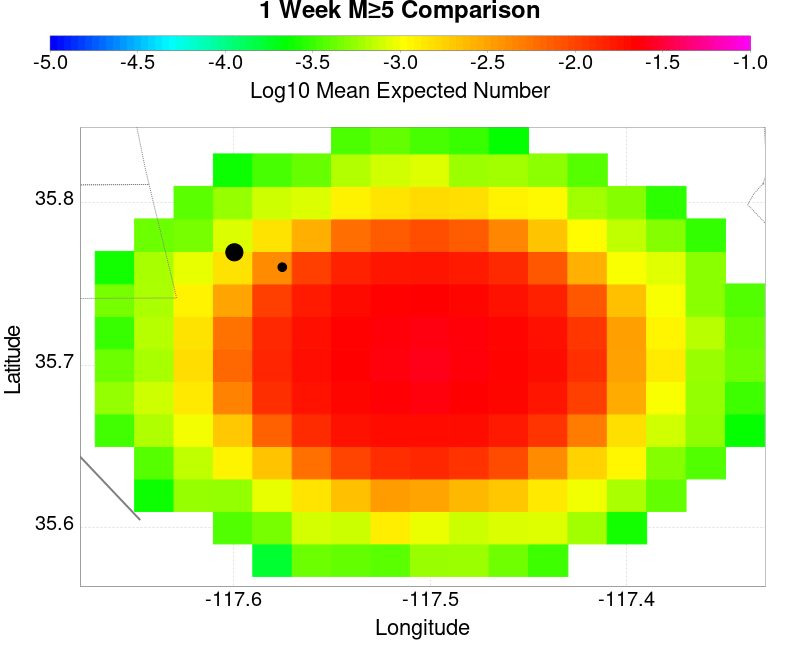 1 Week M≥5 Comparison
-5.0 -4.5 -4.0 -3.5 -3.0 -2.5 -2.0 -1.5 -1.0
Log10 Mean Expected Number
35.8
35.7
35.6
Latitude
-117.6 -117.5 -117.4
Longitude